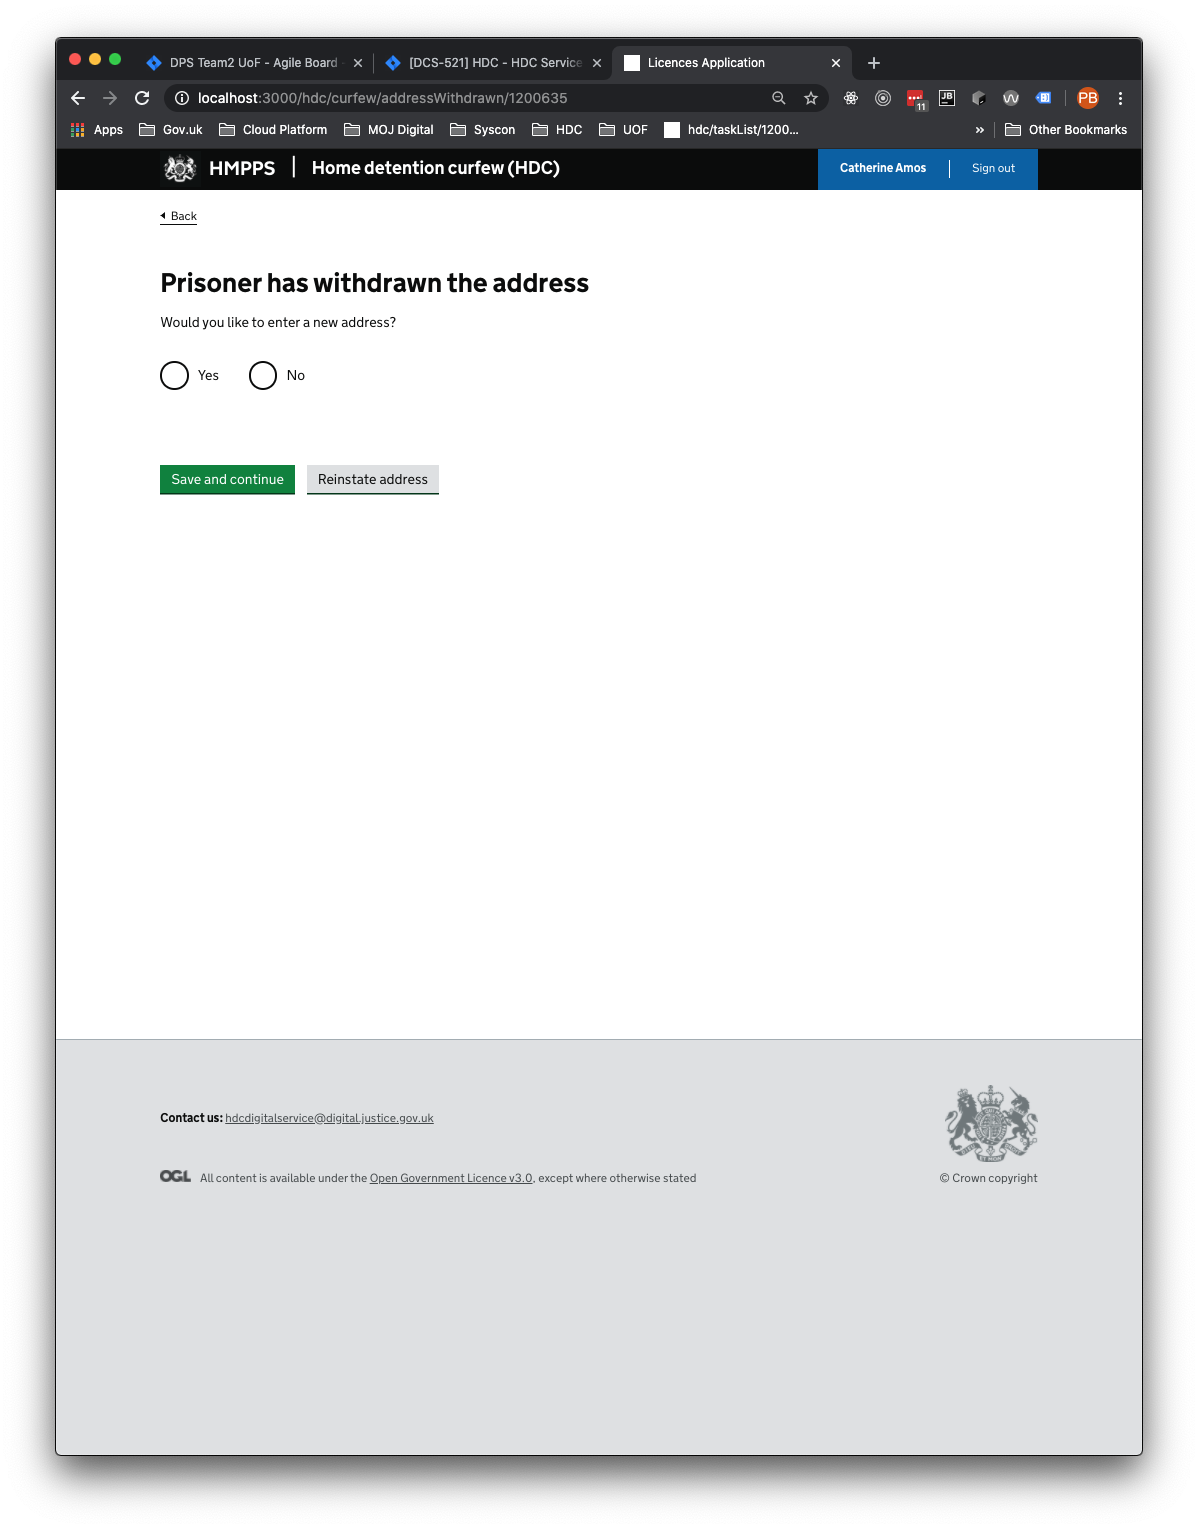 DPS Team2 UoF - Agile Board -
[DCS-521] HDC - HDC Service
Licences Application
localhost:3000/hdc/curfew/addressWithdrawn/1200635
11
JB
PB
Apps
Gov.uk
Cloud Platform
MOJ Digital
Syscon
HDC
UOF
hdc/taskList/1200...
»
Other Bookmarks
HMPPS | Home detention curfew (HDC)
Catherine Amos
Sign out
Back
Prisoner has withdrawn the address
Would you like to enter a new address?
Yes
No
Save and continue
Reinstate address
Contact us: hdcdigitalservice@digital.justice.gov.uk
OGL All content is available under the Open Government Licence v3.0, except where otherwise stated
© Crown copyright